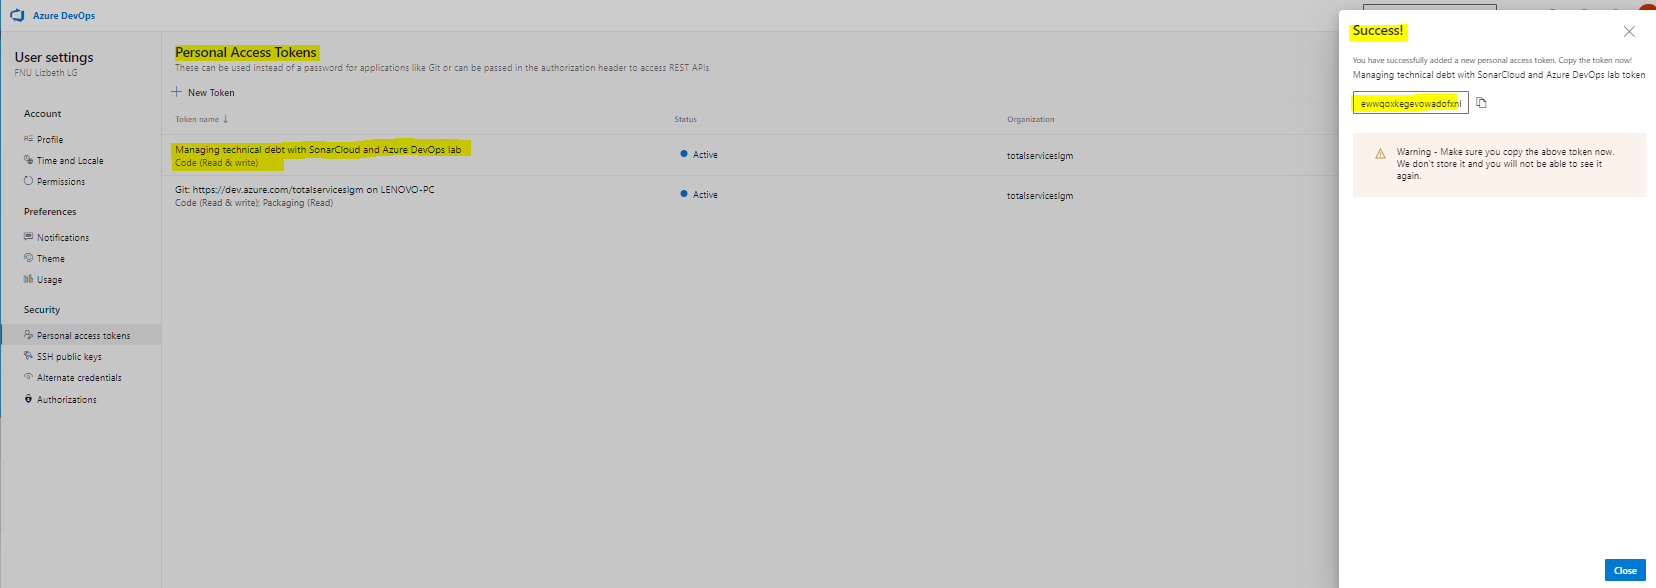 Azure DevOps
User settings
FNU Lizbeth LG
Account
Profile
Time and Locale
Permissions
Preferences
Notifications
Theme
Usage
Security
Personal access tokens
SSH public keys
Alternate credentials
Authorizations
Personal Access Tokens
These can be used instead of a password for applications like Git or can be passed in the authorization header to access REST APIs
New Token
Token name ↓ Status Organization
Managing technical debt with SonarCloud and Azure DevOps lab Active totalserviceslgm
Code (Read & write)
Git: https://dev.azure.com/totalserviceslgm on LENOVO-PC Active totalserviceslgm
Code (Read & write); Packaging (Read)
Success!
You have successfully added a new personal access token. Copy the token now!
Managing technical debt with SonarCloud and Azure DevOps lab token
ewwqoxkegevowadofxnl
Warning - Make sure you copy the above token now.
We don't store it and you will not be able to see it
again.
Close